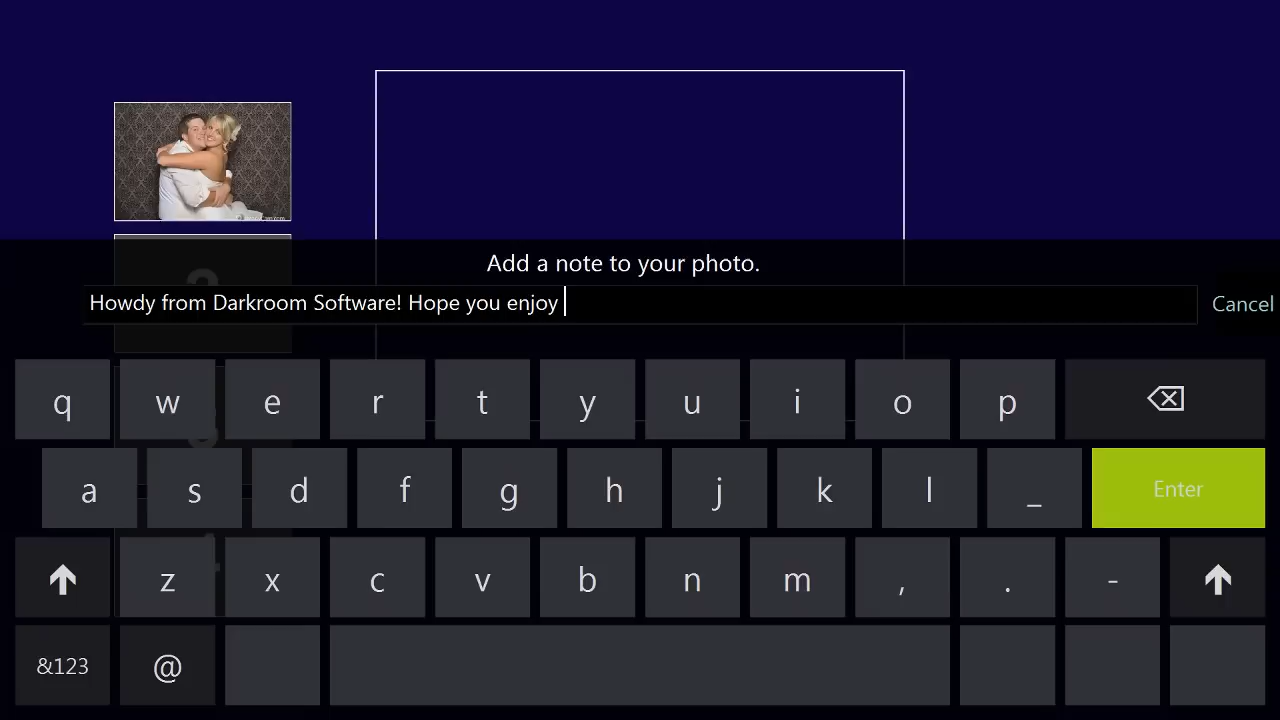 Add a note to your photo.
Howdy from Darkroom Software! Hope you enjoy
Cancel
q w e r t y u i o p
a s d f g h j k l _ Enter
z x c v b n m , . -
&123 @